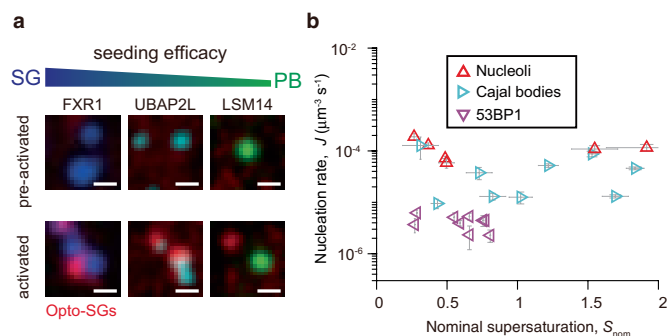 a
seeding efficacy
SG
PB
FXR1 UBAP2L LSM14
pre-activated
activated
Opto-SGs
b
Nucleation rate, J (μm⁻³ s⁻¹)
10⁻²
10⁻⁴
10⁻⁶
Nucleoli
Cajal bodies
53BP1
0 0.5 1 1.5 2
Nominal supersaturation, Sₙₒₘ